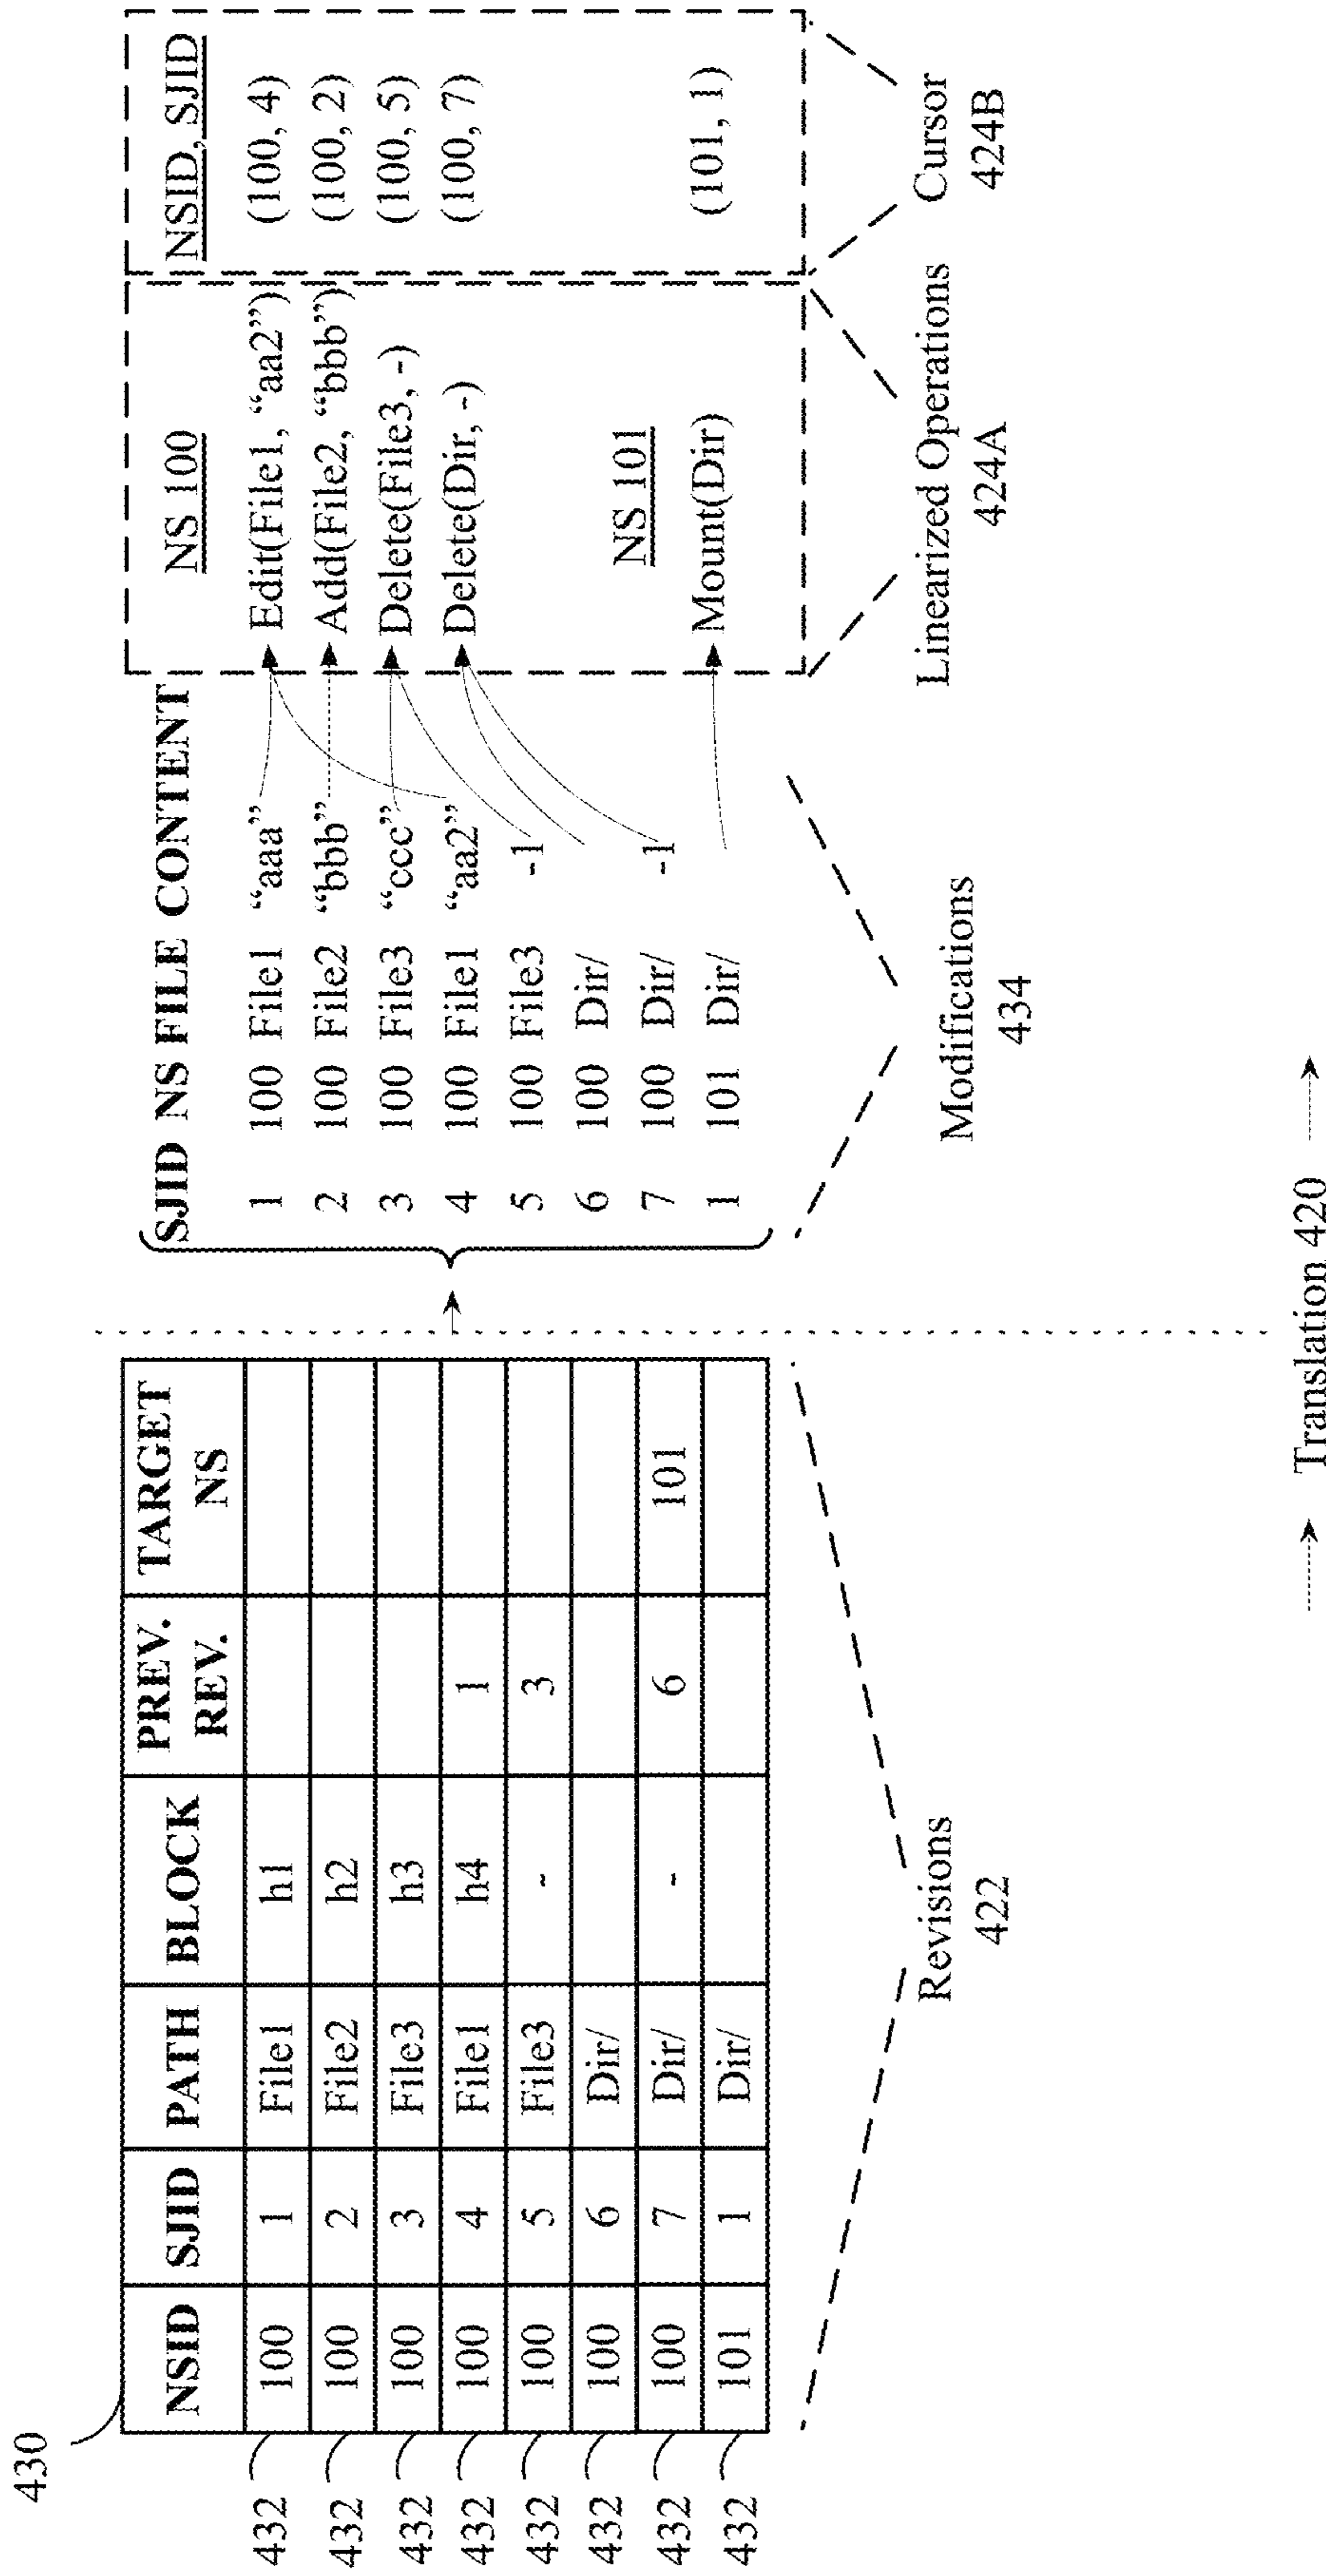 430
NSID SJID PATH BLOCK PREV. REV. TARGET NS
432 100 1 File1 h1
432 100 2 File2 h2
432 100 3 File3 h3
432 100 4 File1 h4 1
432 100 5 File3 - 3
432 100 6 Dir/
432 100 7 Dir/ - 6 101
432 101 1 Dir/
Revisions
422
SJID NS FILE CONTENT
1 100 File1 “aaa”
2 100 File2 “bbb”
3 100 File3 “ccc”
4 100 File1 “aa2”
5 100 File3 -1
6 100 Dir/
7 100 Dir/ -1
1 101 Dir/
Modifications
434
NS 100
Edit(File1, “aa2”)
Add(File2, “bbb”)
Delete(File3, -)
Delete(Dir, -)
NS 101
Mount(Dir)
Linearized Operations
424A
NSID, SJID
(100, 4)
(100, 2)
(100, 5)
(100, 7)
(101, 1)
Cursor
424B
Translation 420